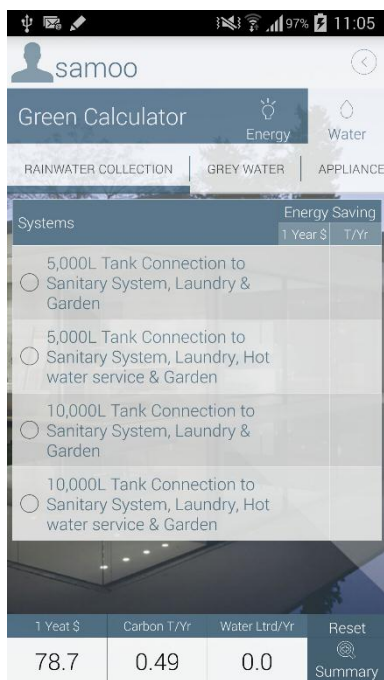 97% 11:05
samoo
Green Calculator
Energy
Water
RAINWATER COLLECTION GREY WATER APPLIANCE
Systems
Energy Saving
1 Year $ T/Yr
5,000L Tank Connection to
Sanitary System, Laundry &
Garden
5,000L Tank Connection to
Sanitary System, Laundry, Hot
water service & Garden
10,000L Tank Connection to
Sanitary System, Laundry &
Garden
10,000L Tank Connection to
Sanitary System, Laundry, Hot
water service & Garden
1 Yeat $ Carbon T/Yr Water Ltrd/Yr Reset
78.7 0.49 0.0 Summary